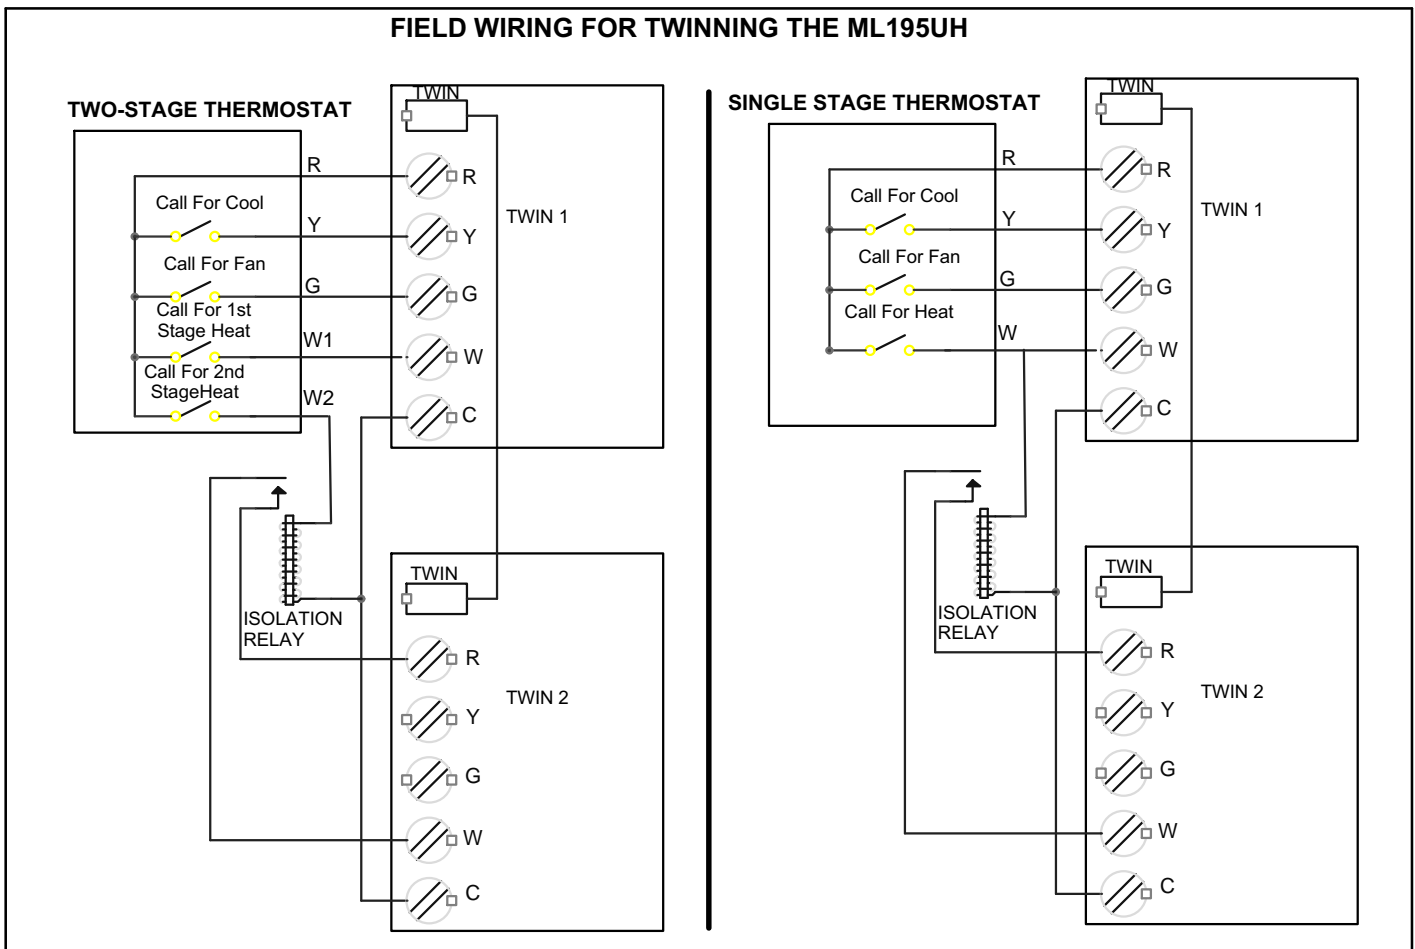 FIELD WIRING FOR TWINNING THE ML195UH
TWO-STAGE THERMOSTAT
TWIN
R
R
Call For Cool
Y
Y
TWIN 1
Call For Fan
G
G
Call For 1st
Stage Heat
W1
W
Call For 2nd
StageHeat
W2
C
ISOLATION
RELAY
TWIN
R
TWIN 2
Y
G
W
C
SINGLE STAGE THERMOSTAT
TWIN
R
R
Call For Cool
Y
Y
TWIN 1
Call For Fan
G
G
Call For Heat
W
W
C
ISOLATION
RELAY
TWIN
R
TWIN 2
Y
G
W
C